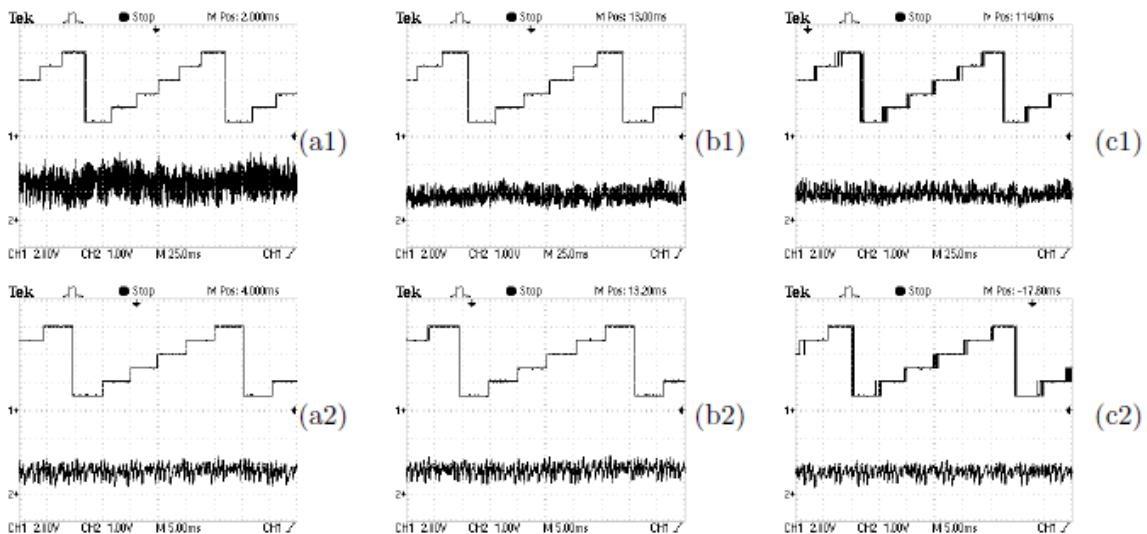 Tek Stop M Pos: 2.000ms
1+
2+
CH1 2.00V CH2 1.00V M 25.0ms CH1
(a1)
Tek Stop M Pos: 13.00ms
1+
2+
CH1 2.00V CH2 1.00V M 25.0ms CH1
(b1)
Tek Stop M Pos: 114.0ms
1+
2+
CH1 2.00V CH2 1.00V M 25.0ms CH1
(c1)
Tek Stop M Pos: 4.000ms
1+
2+
CH1 2.00V CH2 1.00V M 5.00ms CH1
(a2)
Tek Stop M Pos: 13.20ms
1+
2+
CH1 2.00V CH2 1.00V M 5.00ms CH1
(b2)
Tek Stop M Pos: -17.80ms
1+
2+
CH1 2.00V CH2 1.00V M 5.00ms CH1
(c2)